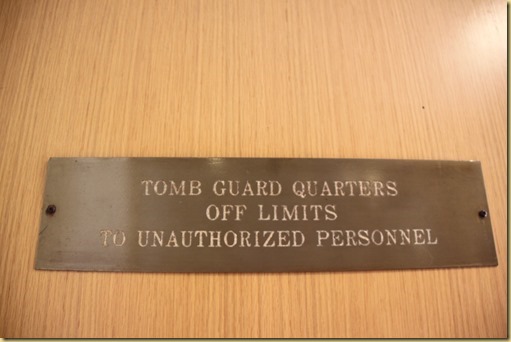 TOMB GUARD QUARTERS
OFF LIMITS
TO UNAUTHORIZED PERSONNEL